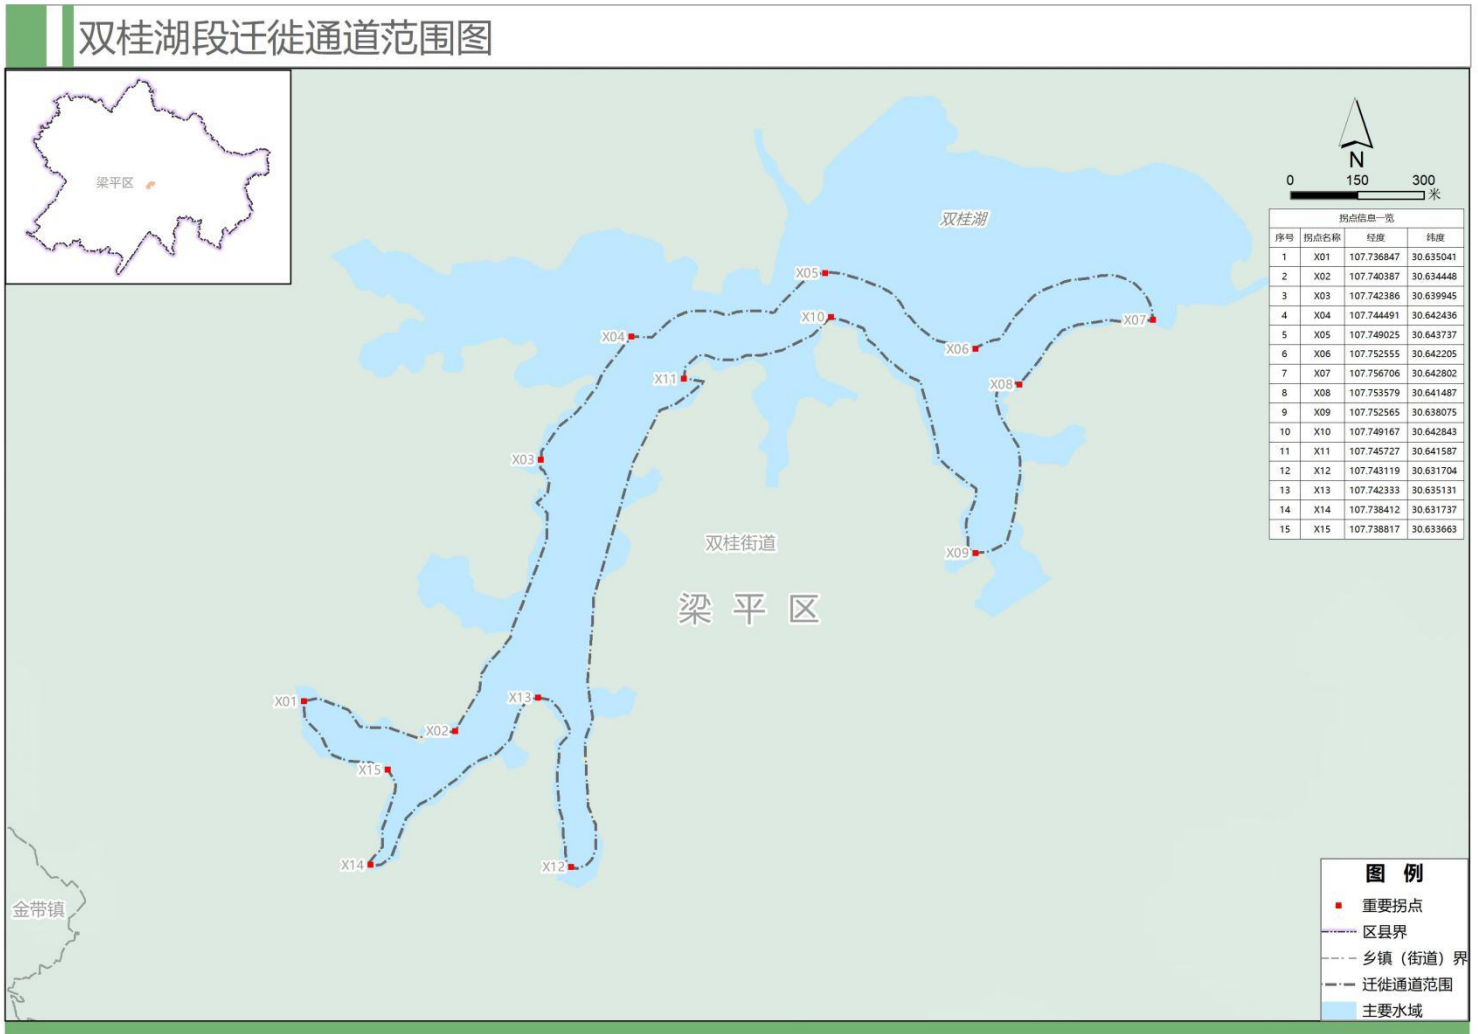 双桂湖段迁徙通道范围图
梁平区
N
0 150 300
米
双桂湖
拐点信息一览
序号 拐点名称 经度 纬度
1 X01 107.736847 30.635041
2 X02 107.740387 30.634448
3 X03 107.742386 30.639945
4 X04 107.744491 30.642436
5 X05 107.749025 30.643737
6 X06 107.752555 30.642205
7 X07 107.756706 30.642802
8 X08 107.753579 30.641487
9 X09 107.752565 30.638075
10 X10 107.749167 30.642843
11 X11 107.745727 30.641587
12 X12 107.743119 30.631704
13 X13 107.742333 30.635131
14 X14 107.738412 30.631737
15 X15 107.738817 30.633663
X05
X10
X07
X04
X06
X11
X08
X03
双桂街道
X09
梁平区
X01
X13
X02
X15
X14
X12
金带镇
图例
重要拐点
区县界
乡镇（街道）界
迁徙通道范围
主要水域